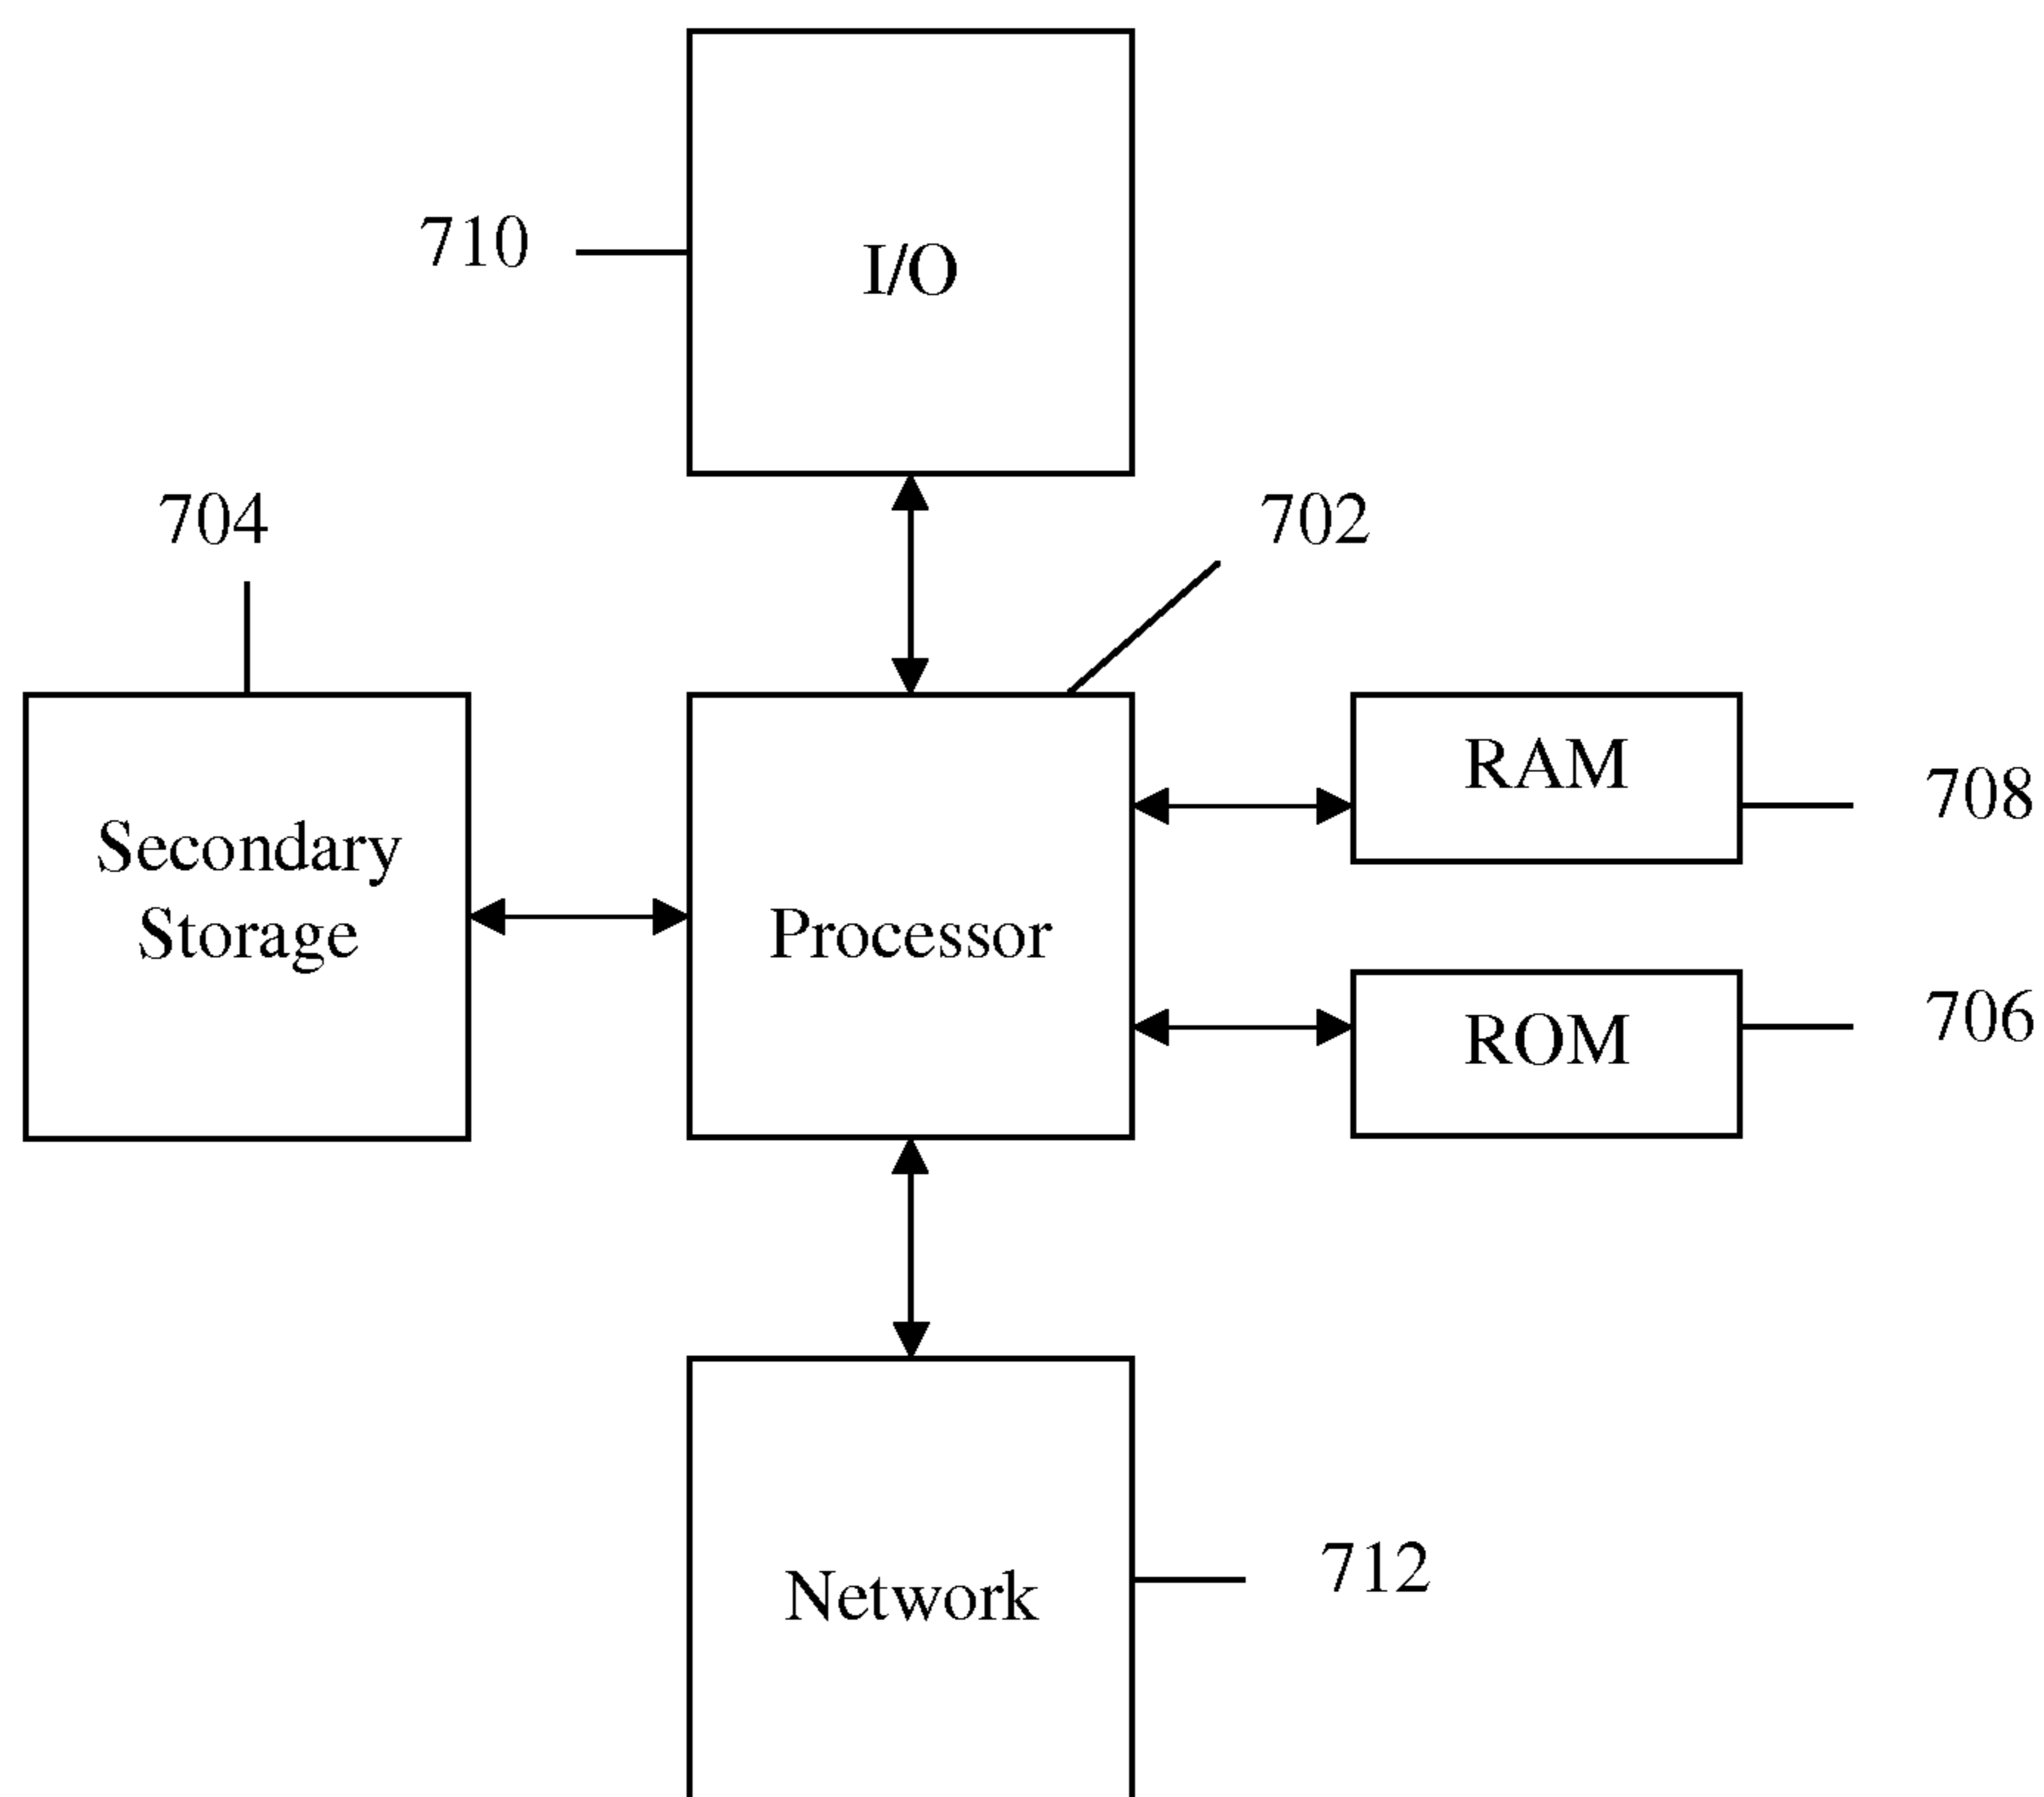 710
I/O
704
702
Secondary
Storage
Processor
RAM
708
ROM
706
Network
712